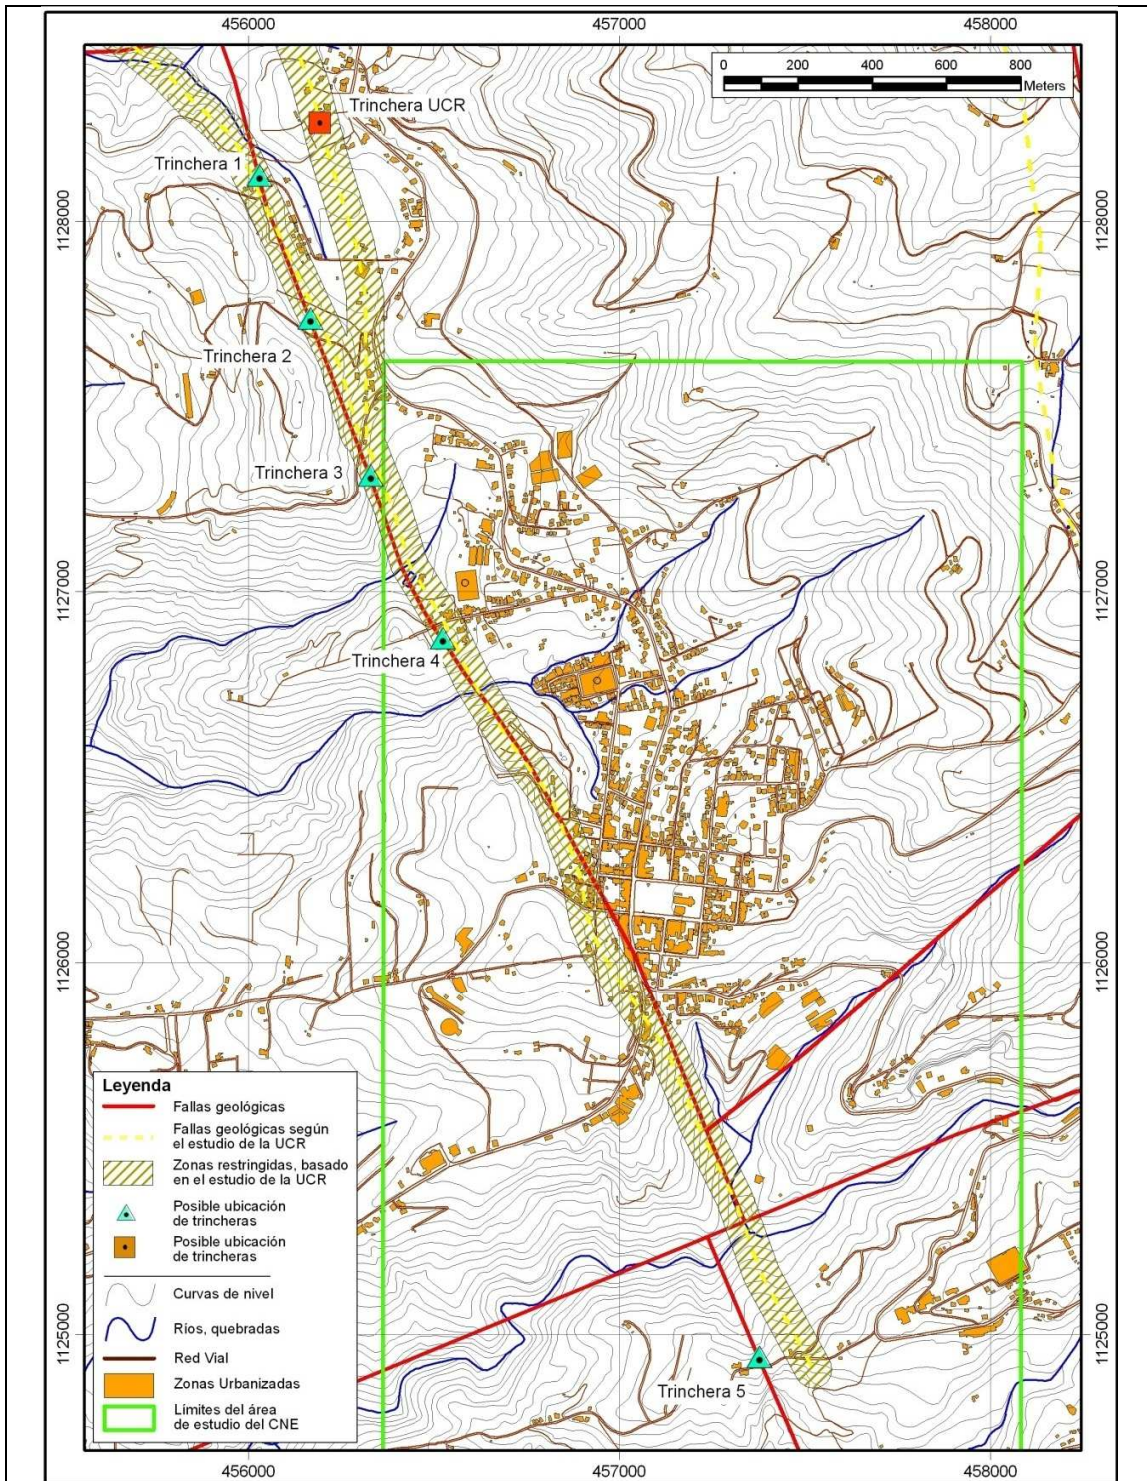 456000
457000
458000
0 200 400 600 800
Meters
Trinchera UCR
Trinchera 1
1128000
1128000
Trinchera 2
Trinchera 3
1127000
1127000
Trinchera 4
1126000
1126000
Leyenda
Fallas geológicas
Fallas geológicas según
el estudio de la UCR
Zonas restringidas, basado
en el estudio de la UCR
Posible ubicación
de trincheras
Posible ubicación
de trincheras
Curvas de nivel
Ríos, quebradas
Red Vial
Zonas Urbanizadas
Límites del área
de estudio del CNE
1125000
1125000
Trinchera 5
456000
457000
458000